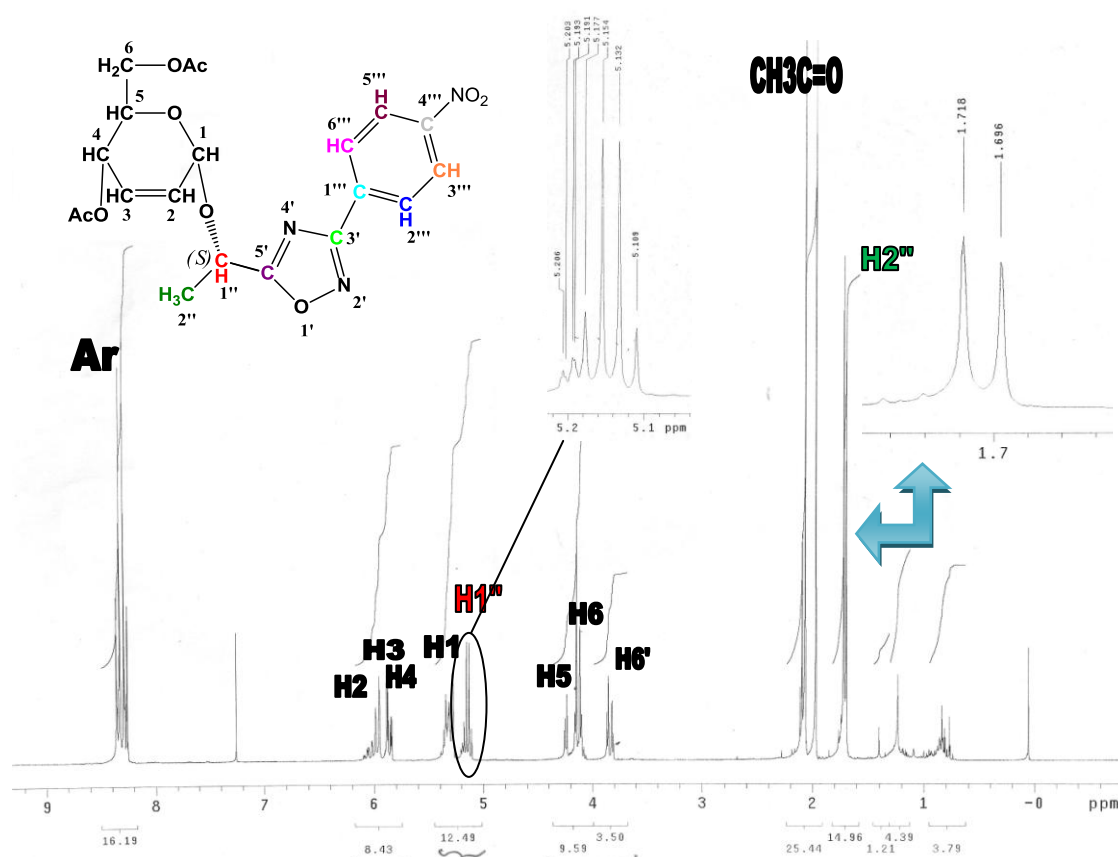 6
H2C
OAc
5
HC
O
4
1
HC
CH
HC
CH
AcO
3
2
O
(S)
C
H
1''
H3C
2''
5'
4'
N
3'
N
2'
O
1'
5'''
H
C
4'''
NO2
C
6'''
HC
CH
3'''
1'''
C
C
H
2'''
Ar
H2
H3
H4
H1
H1"
H5
H6
H6'
CH3C=O
H2"
5.206
5.203
5.193
5.191
5.177
5.154
5.132
5.109
5.2
5.1 ppm
1.718
1.696
1.7
9
8
7
6
5
4
3
2
1
-0
ppm
16.19
8.43
12.49
9.59
3.50
25.44
14.96
1.21
4.39
3.79